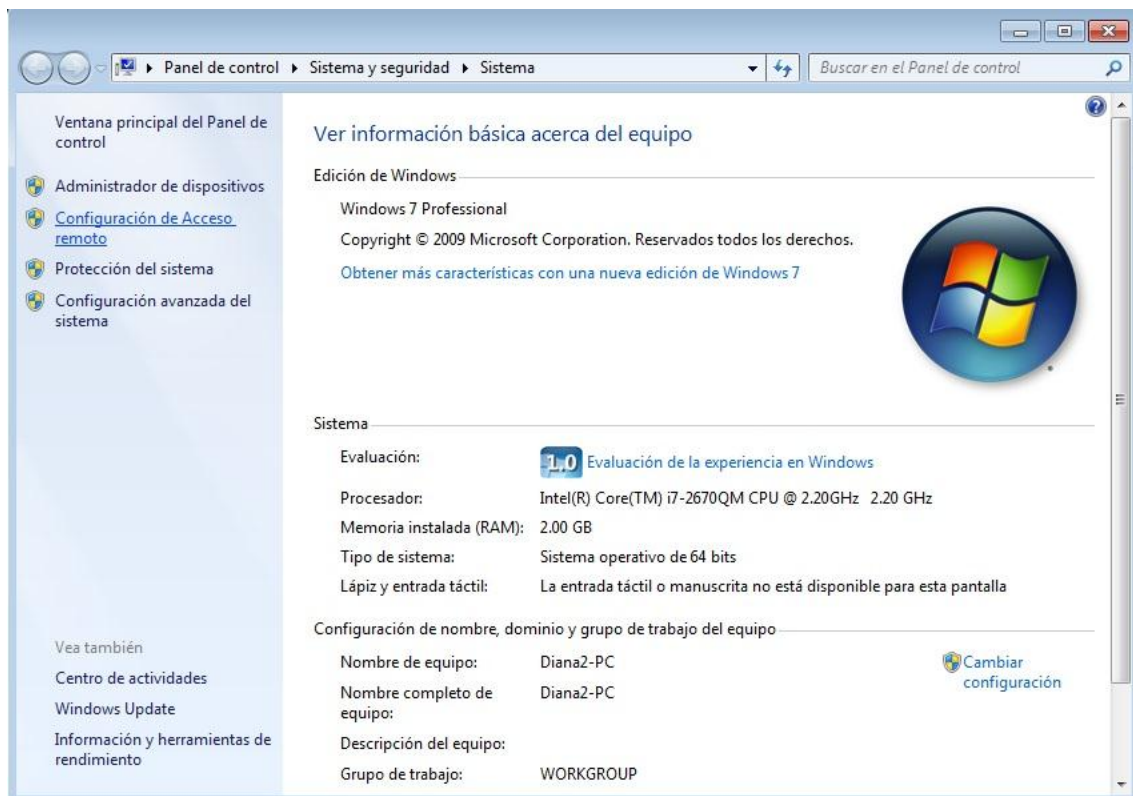 Panel de control ▸ Sistema y seguridad ▸ Sistema
Buscar en el Panel de control
Ventana principal del Panel de
control
Administrador de dispositivos
Configuración de Acceso
remoto
Protección del sistema
Configuración avanzada del
sistema
Vea también
Centro de actividades
Windows Update
Información y herramientas de
rendimiento
Ver información básica acerca del equipo
Edición de Windows
Windows 7 Professional
Copyright © 2009 Microsoft Corporation. Reservados todos los derechos.
Obtener más características con una nueva edición de Windows 7
Sistema
Evaluación: 1,0 Evaluación de la experiencia en Windows
Procesador: Intel(R) Core(TM) i7-2670QM CPU @ 2.20GHz 2.20 GHz
Memoria instalada (RAM): 2.00 GB
Tipo de sistema: Sistema operativo de 64 bits
Lápiz y entrada táctil: La entrada táctil o manuscrita no está disponible para esta pantalla
Configuración de nombre, dominio y grupo de trabajo del equipo
Nombre de equipo: Diana2-PC
Nombre completo de Diana2-PC
equipo:
Descripción del equipo:
Grupo de trabajo: WORKGROUP
Cambiar
configuración